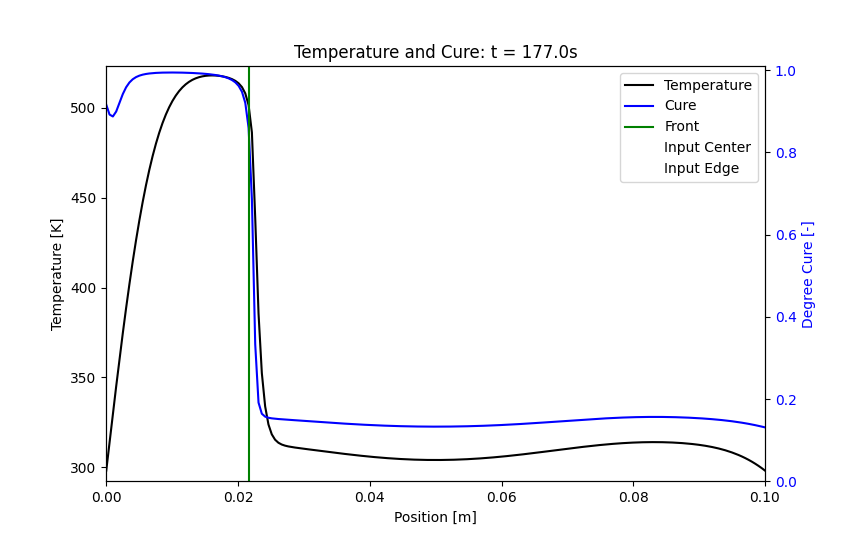 Temperature and Cure: t = 177.0s
Temperature
Cure
Front
Input Center
Input Edge
Temperature [K]
500
450
400
350
300
1.0
0.8
0.6
0.4
0.2
0.0
Degree Cure [-]
0.00 0.02 0.04 0.06 0.08 0.10
Position [m]